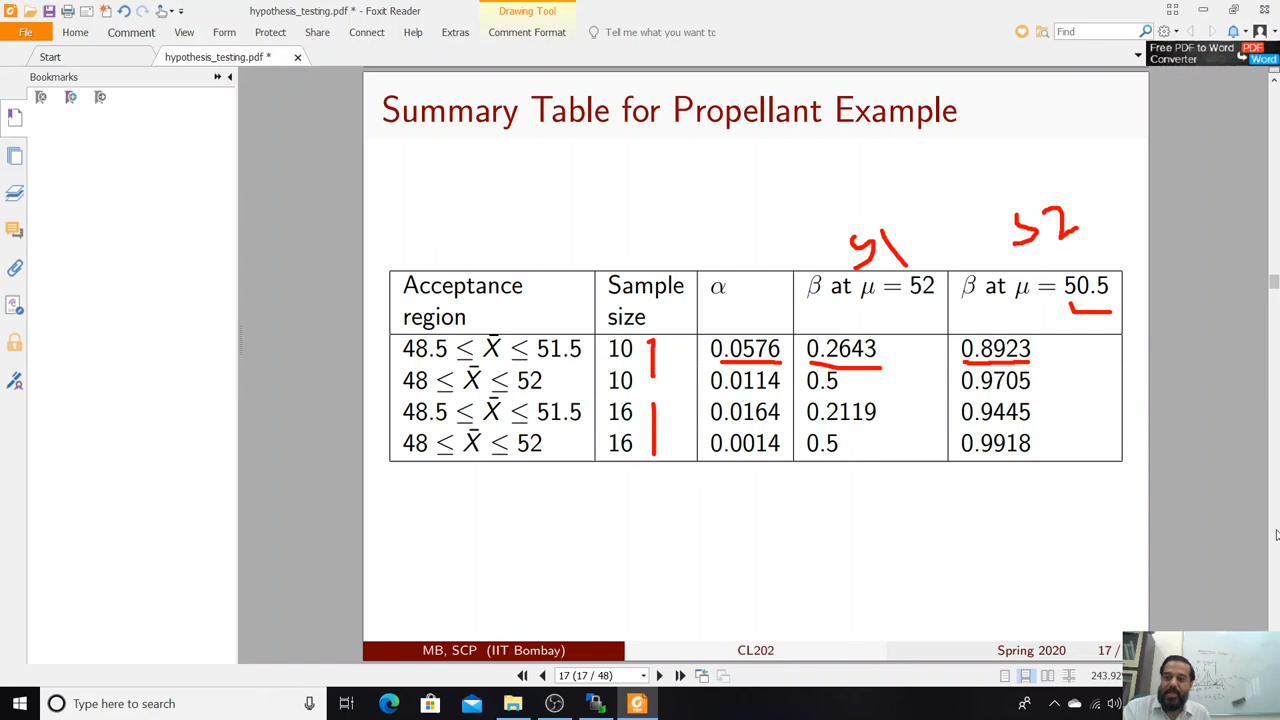 hypothesis_testing.pdf * - Foxit Reader
Drawing Tool
File Home Comment View Form Protect Share Connect Help Extras Comment Format Tell me what you want tc Find
Start hypothesis_testing.pdf *
Free PDF to Word PDF
Converter Word
Bookmarks
Summary Table for Propellant Example
51 52
Acceptance region Sample size α β at μ = 52 β at μ = 50.5
48.5 ≤ X̄ ≤ 51.5 10 0.0576 0.2643 0.8923
48 ≤ X̄ ≤ 52 10 0.0114 0.5 0.9705
48.5 ≤ X̄ ≤ 51.5 16 0.0164 0.2119 0.9445
48 ≤ X̄ ≤ 52 16 0.0014 0.5 0.9918
MB, SCP (IIT Bombay) CL202 Spring 2020 17 /
17 (17 / 48) 243.92
Type here to search